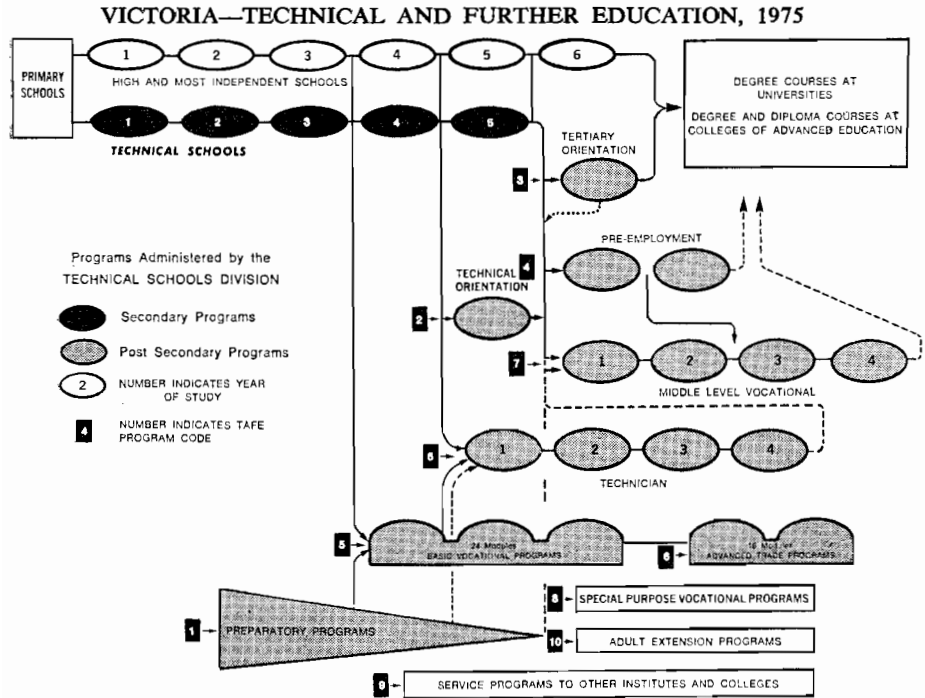 VICTORIA—TECHNICAL AND FURTHER EDUCATION, 1975
PRIMARY
SCHOOLS
1 2 3 4 5 6
HIGH AND MOST INDEPENDENT SCHOOLS
1 2 3 4 5
TECHNICAL SCHOOLS
DEGREE COURSES AT
UNIVERSITIES
DEGREE AND DIPLOMA COURSES AT
COLLEGES OF ADVANCED EDUCATION
TERTIARY
ORIENTATION
3
PRE-EMPLOYMENT
4
TECHNICAL
ORIENTATION
2
7
1 2 3 4
MIDDLE LEVEL VOCATIONAL
Programs Administered by the
TECHNICAL SCHOOLS DIVISION
Secondary Programs
Post Secondary Programs
2
NUMBER INDICATES YEAR
OF STUDY
4
NUMBER INDICATES TAFE
PROGRAM CODE
1 2 3 4
TECHNICIAN
5
24 Modules
BASIC VOCATIONAL PROGRAMS
6
Modules
ADVANCED TRADE PROGRAMS
1
PREPARATORY PROGRAMS
8
SPECIAL PURPOSE VOCATIONAL PROGRAMS
10
ADULT EXTENSION PROGRAMS
9
SERVICE PROGRAMS TO OTHER INSTITUTES AND COLLEGES